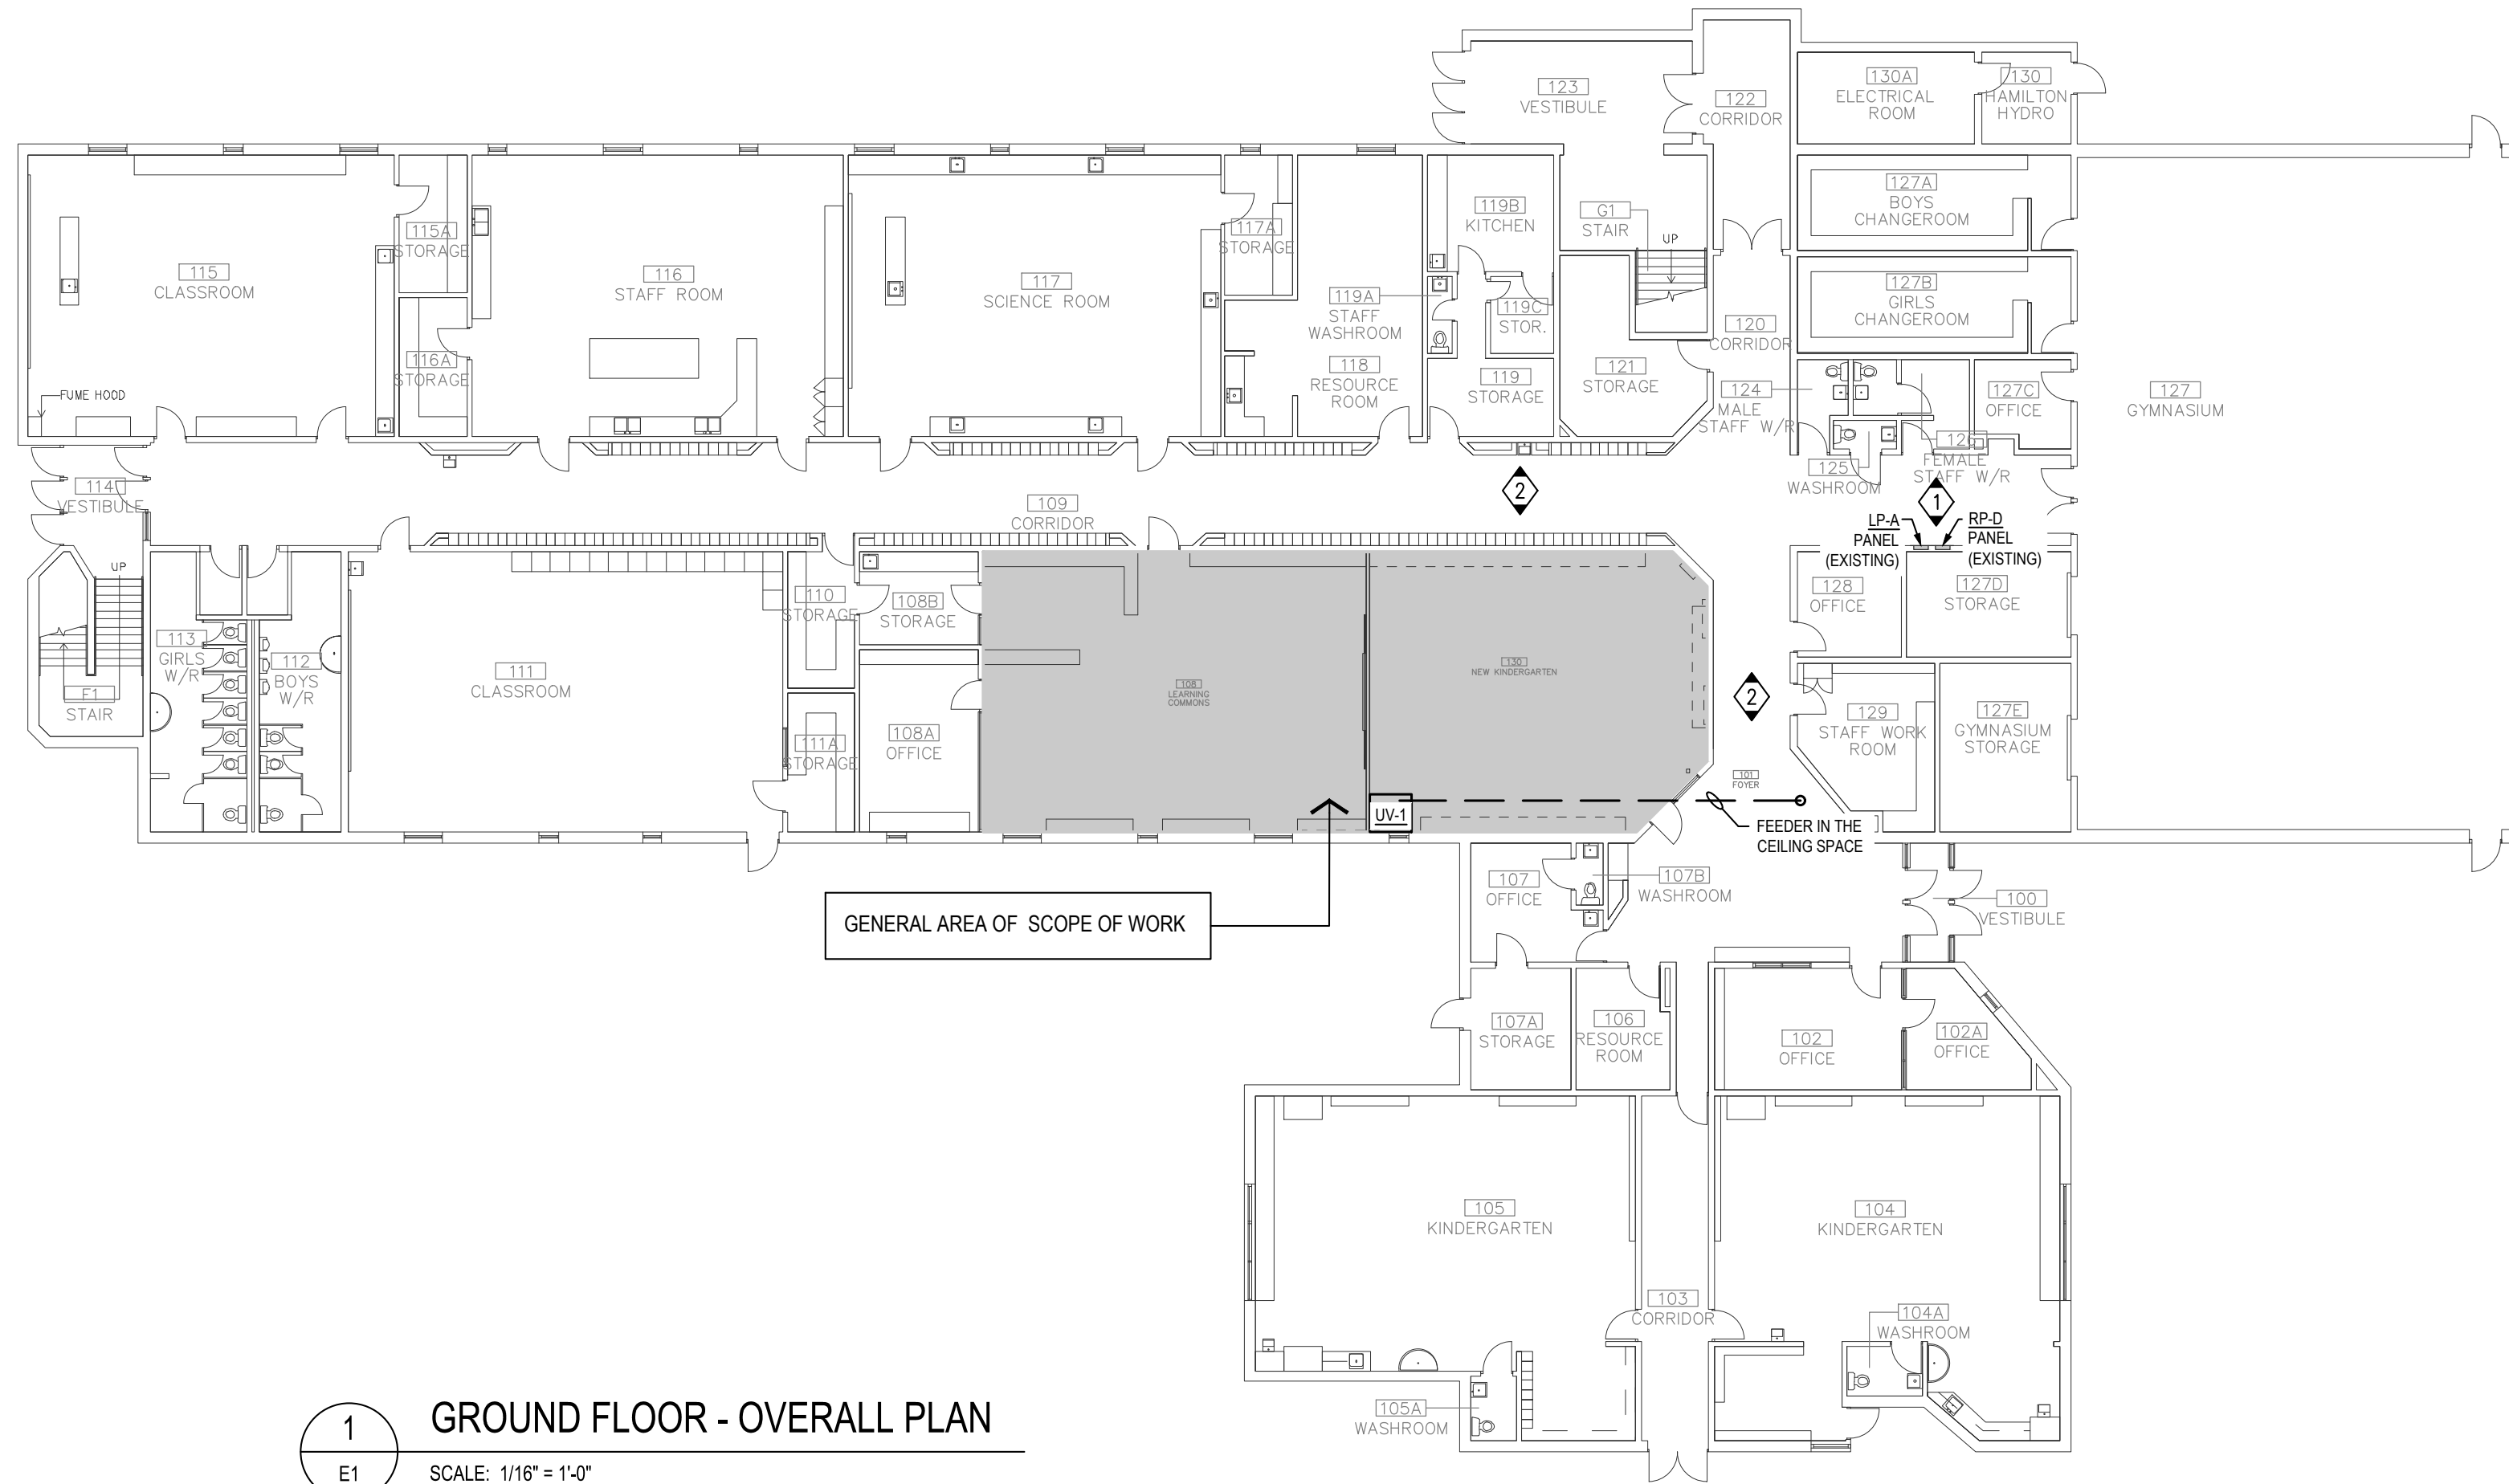 123
VESTIBULE
122
CORRIDOR
130A
ELECTRICAL
ROOM
130
HAMILTON
HYDRO
115
CLASSROOM
115A
STORAGE
116A
STORAGE
116
STAFF ROOM
117
SCIENCE ROOM
117A
STORAGE
119A
STAFF
WASHROOM
118
RESOURCE
ROOM
119B
KITCHEN
119C
STOR.
119
STORAGE
G1
STAIR
UP
121
STORAGE
120
CORRIDOR
127A
BOYS
CHANGEROOM
127B
GIRLS
CHANGEROOM
124
MALE
STAFF W/R
127C
OFFICE
127
GYMNASIUM
125
WASHROOM
126
FEMALE
STAFF W/R
FUME HOOD
114
VESTIBULE
109
CORRIDOR
2
1
LP-A
PANEL
(EXISTING)
RP-D
PANEL
(EXISTING)
UP
F1
STAIR
113
GIRLS
W/R
112
BOYS
W/R
111
CLASSROOM
110
STORAGE
111A
STORAGE
108B
STORAGE
108A
OFFICE
108
LEARNING
COMMONS
130
NEW KINDERGARTEN
2
101
FOYER
128
OFFICE
127D
STORAGE
129
STAFF WORK
ROOM
127E
GYMNASIUM
STORAGE
UV-1
FEEDER IN THE
CEILING SPACE
GENERAL AREA OF SCOPE OF WORK
107
OFFICE
107B
WASHROOM
100
VESTIBULE
107A
STORAGE
106
RESOURCE
ROOM
102
OFFICE
102A
OFFICE
105
KINDERGARTEN
104
KINDERGARTEN
103
CORRIDOR
104A
WASHROOM
105A
WASHROOM
1
E1
GROUND FLOOR - OVERALL PLAN
SCALE: 1/16" = 1'-0"